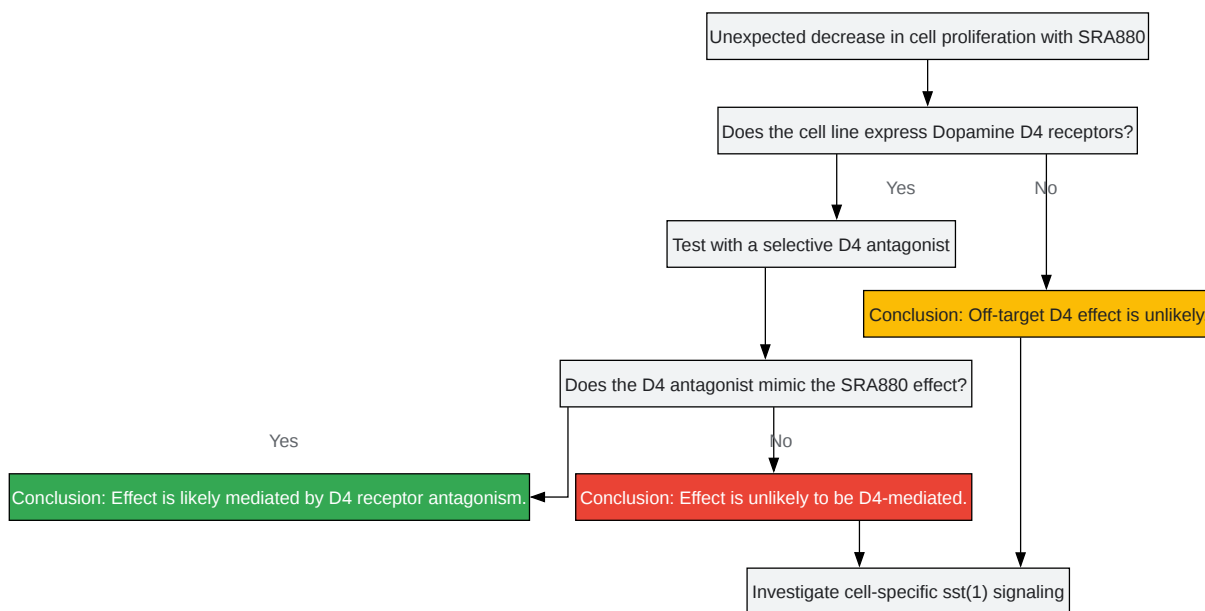 Unexpected decrease in cell proliferation with SRA880
Does the cell line express Dopamine D4 receptors?
Yes
No
Test with a selective D4 antagonist
Conclusion: Off-target D4 effect is unlikely
Does the D4 antagonist mimic the SRA880 effect?
Yes
No
Conclusion: Effect is likely mediated by D4 receptor antagonism.
Conclusion: Effect is unlikely to be D4-mediated.
Investigate cell-specific sst(1) signaling